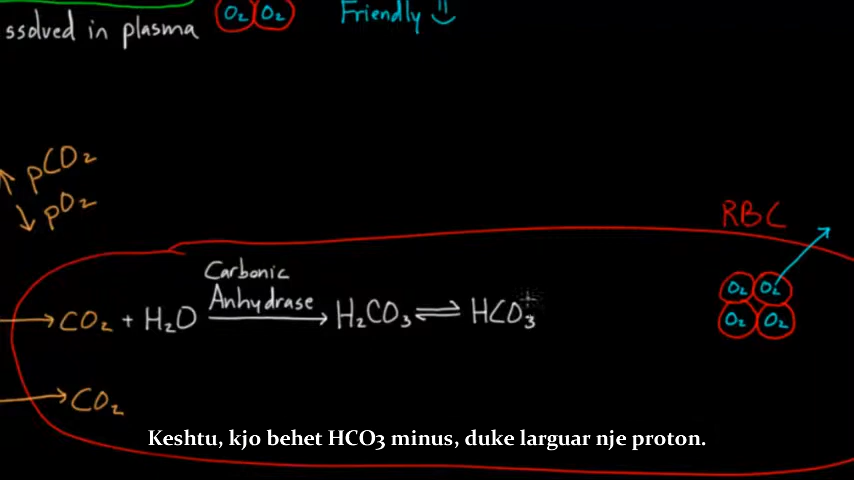 ssolved in plasma
O₂ O₂
Friendly
↑ pCO₂
↓ pO₂
RBC
Carbonic
Anhydrase
CO₂ + H₂O → H₂CO₃ ⇌ HCO₃
O₂ O₂
O₂ O₂
CO₂
Keshtu, kjo behet HCO3 minus, duke larguar nje proton.